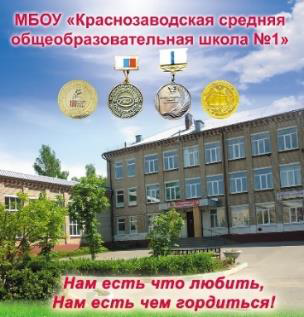 МБОУ «Краснозаводская средняя
общеобразовательная школа №1»
Нам есть что любить,
Нам есть чем гордиться!